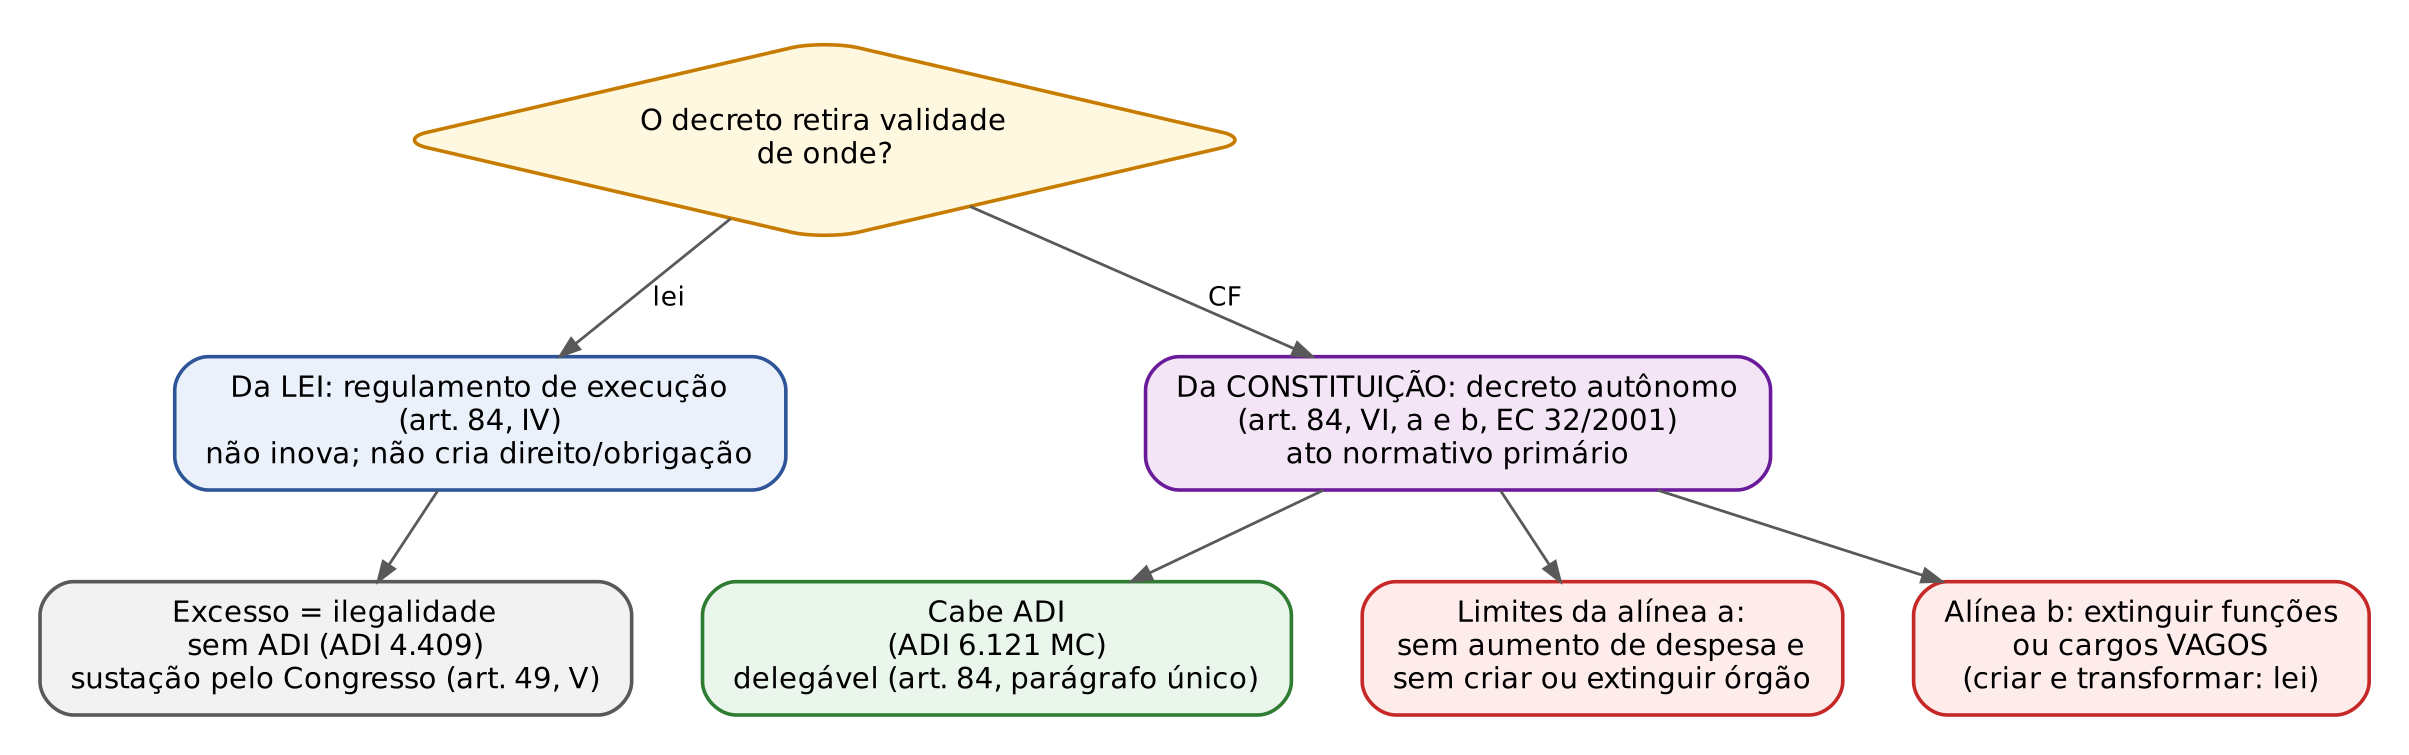 O decreto retira validade
de onde?
lei
CF
Da LEI: regulamento de execução
(art. 84, IV)
não inova; não cria direito/obrigação
Da CONSTITUIÇÃO: decreto autônomo
(art. 84, VI, a e b, EC 32/2001)
ato normativo primário
Excesso = ilegalidade
sem ADI (ADI 4.409)
sustação pelo Congresso (art. 49, V)
Cabe ADI
(ADI 6.121 MC)
delegável (art. 84, parágrafo único)
Limites da alínea a:
sem aumento de despesa e
sem criar ou extinguir órgão
Alínea b: extinguir funções
ou cargos VAGOS
(criar e transformar: lei)